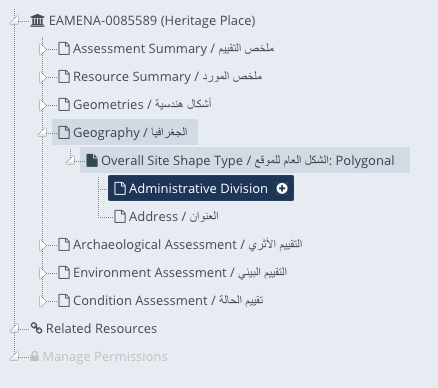 EAMENA-0085589 (Heritage Place)
Assessment Summary / ملخص التقييم
Resource Summary / ملخص المورد
Geometries / أشكال هندسية
Geography / الجغرافيا
Overall Site Shape Type / الشكل العام للموقع: Polygonal
Administrative Division
Address / العنوان
Archaeological Assessment / التقييم الأثري
Environment Assessment / التقييم البيئي
Condition Assessment / تقييم الحالة
Related Resources
Manage Permissions